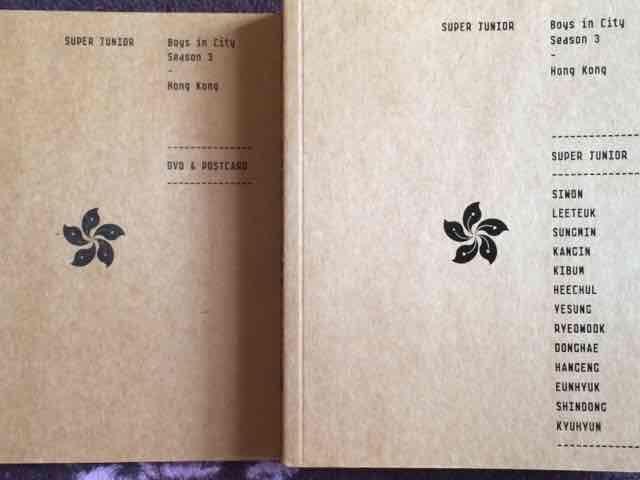 SUPER JUNIOR
Boys in City
Season 3
-
Hong Kong
DVD & POSTCARD
SUPER JUNIOR
Boys in City
Season 3
-
Hong Kong
SUPER JUNIOR
SIWON
LEETEUK
SUNGMIN
KANGIN
KIBUM
HEECHUL
YESUNG
RYEOWOOK
DONGHAE
HANGENG
EUNHYUK
SHINDONG
KYUHYUN